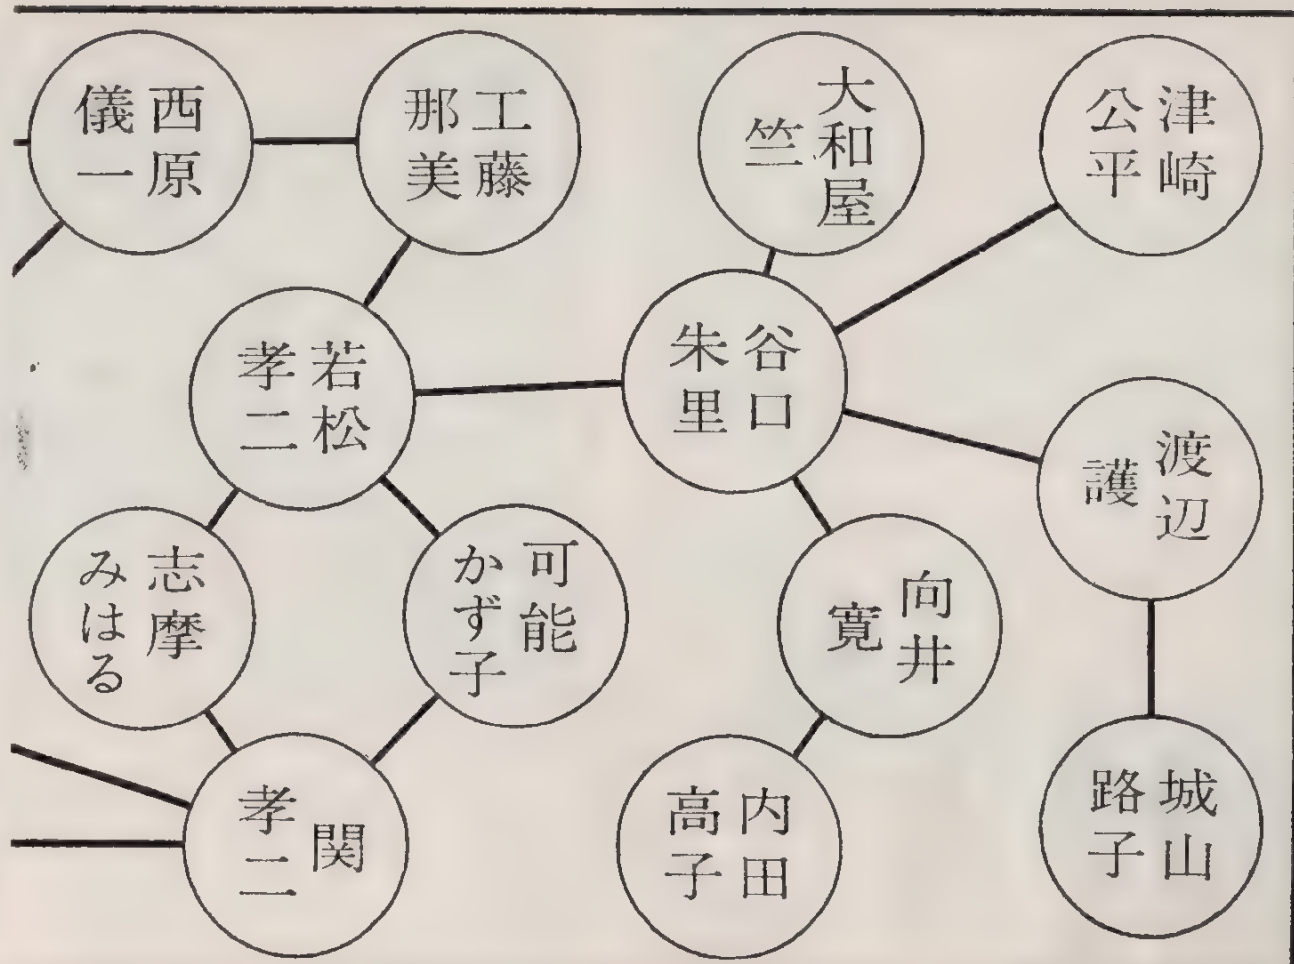 西原
儀一
工藤
那美
大和屋
竺
津崎
公平
若松
孝二
谷口
朱里
渡辺
護
志摩
みはる
可能
かず子
向井
寛
関
孝二
内田
高子
城山
路子